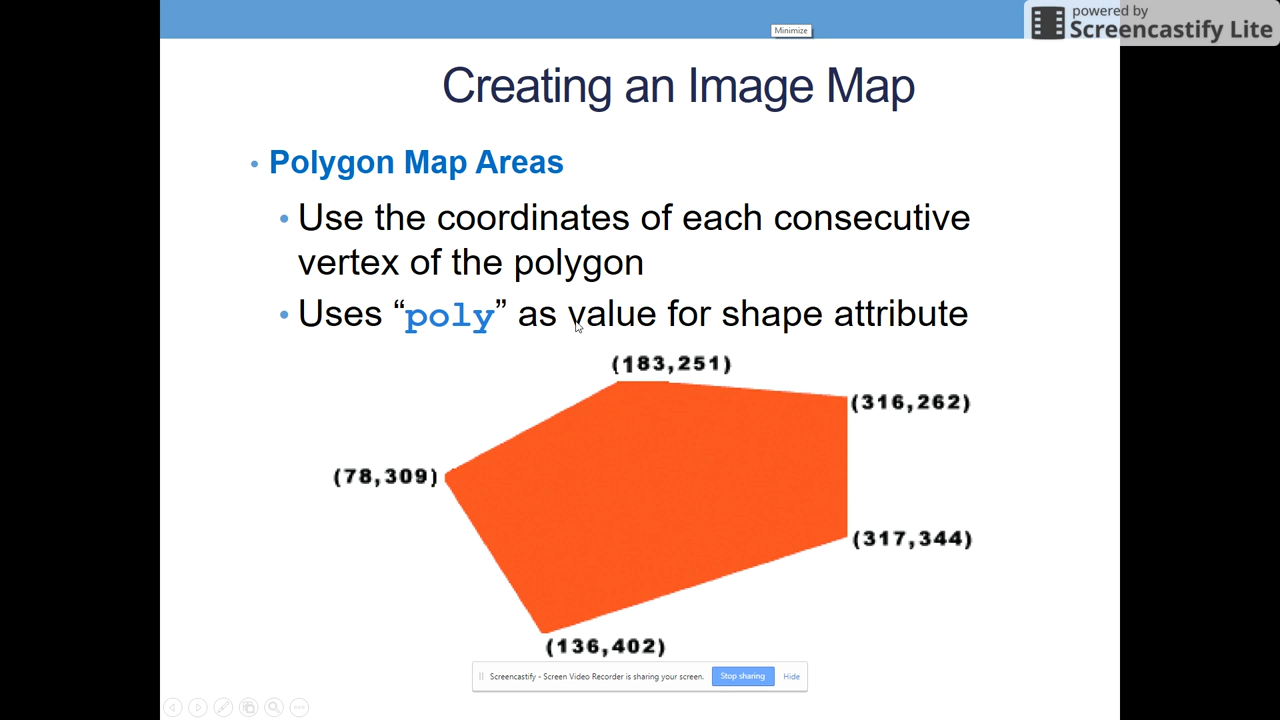 powered by
Screencastify Lite
Minimize
Creating an Image Map
• Polygon Map Areas
• Use the coordinates of each consecutive
vertex of the polygon
• Uses “poly” as value for shape attribute
(183,251)
(316,262)
(78,309)
(317,344)
(136,402)
Screencastify - Screen Video Recorder is sharing your screen. Stop sharing Hide